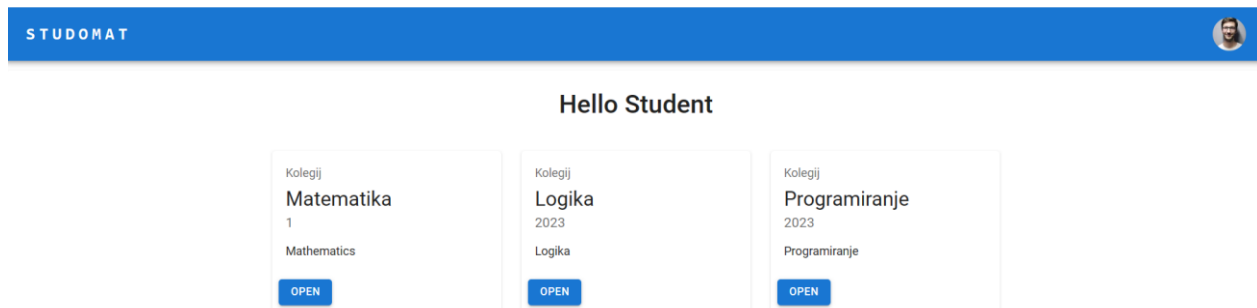 STUDOMAT
Hello Student
Kolegij
Matematika
1
Mathematics
OPEN
Kolegij
Logika
2023
Logika
OPEN
Kolegij
Programiranje
2023
Programiranje
OPEN